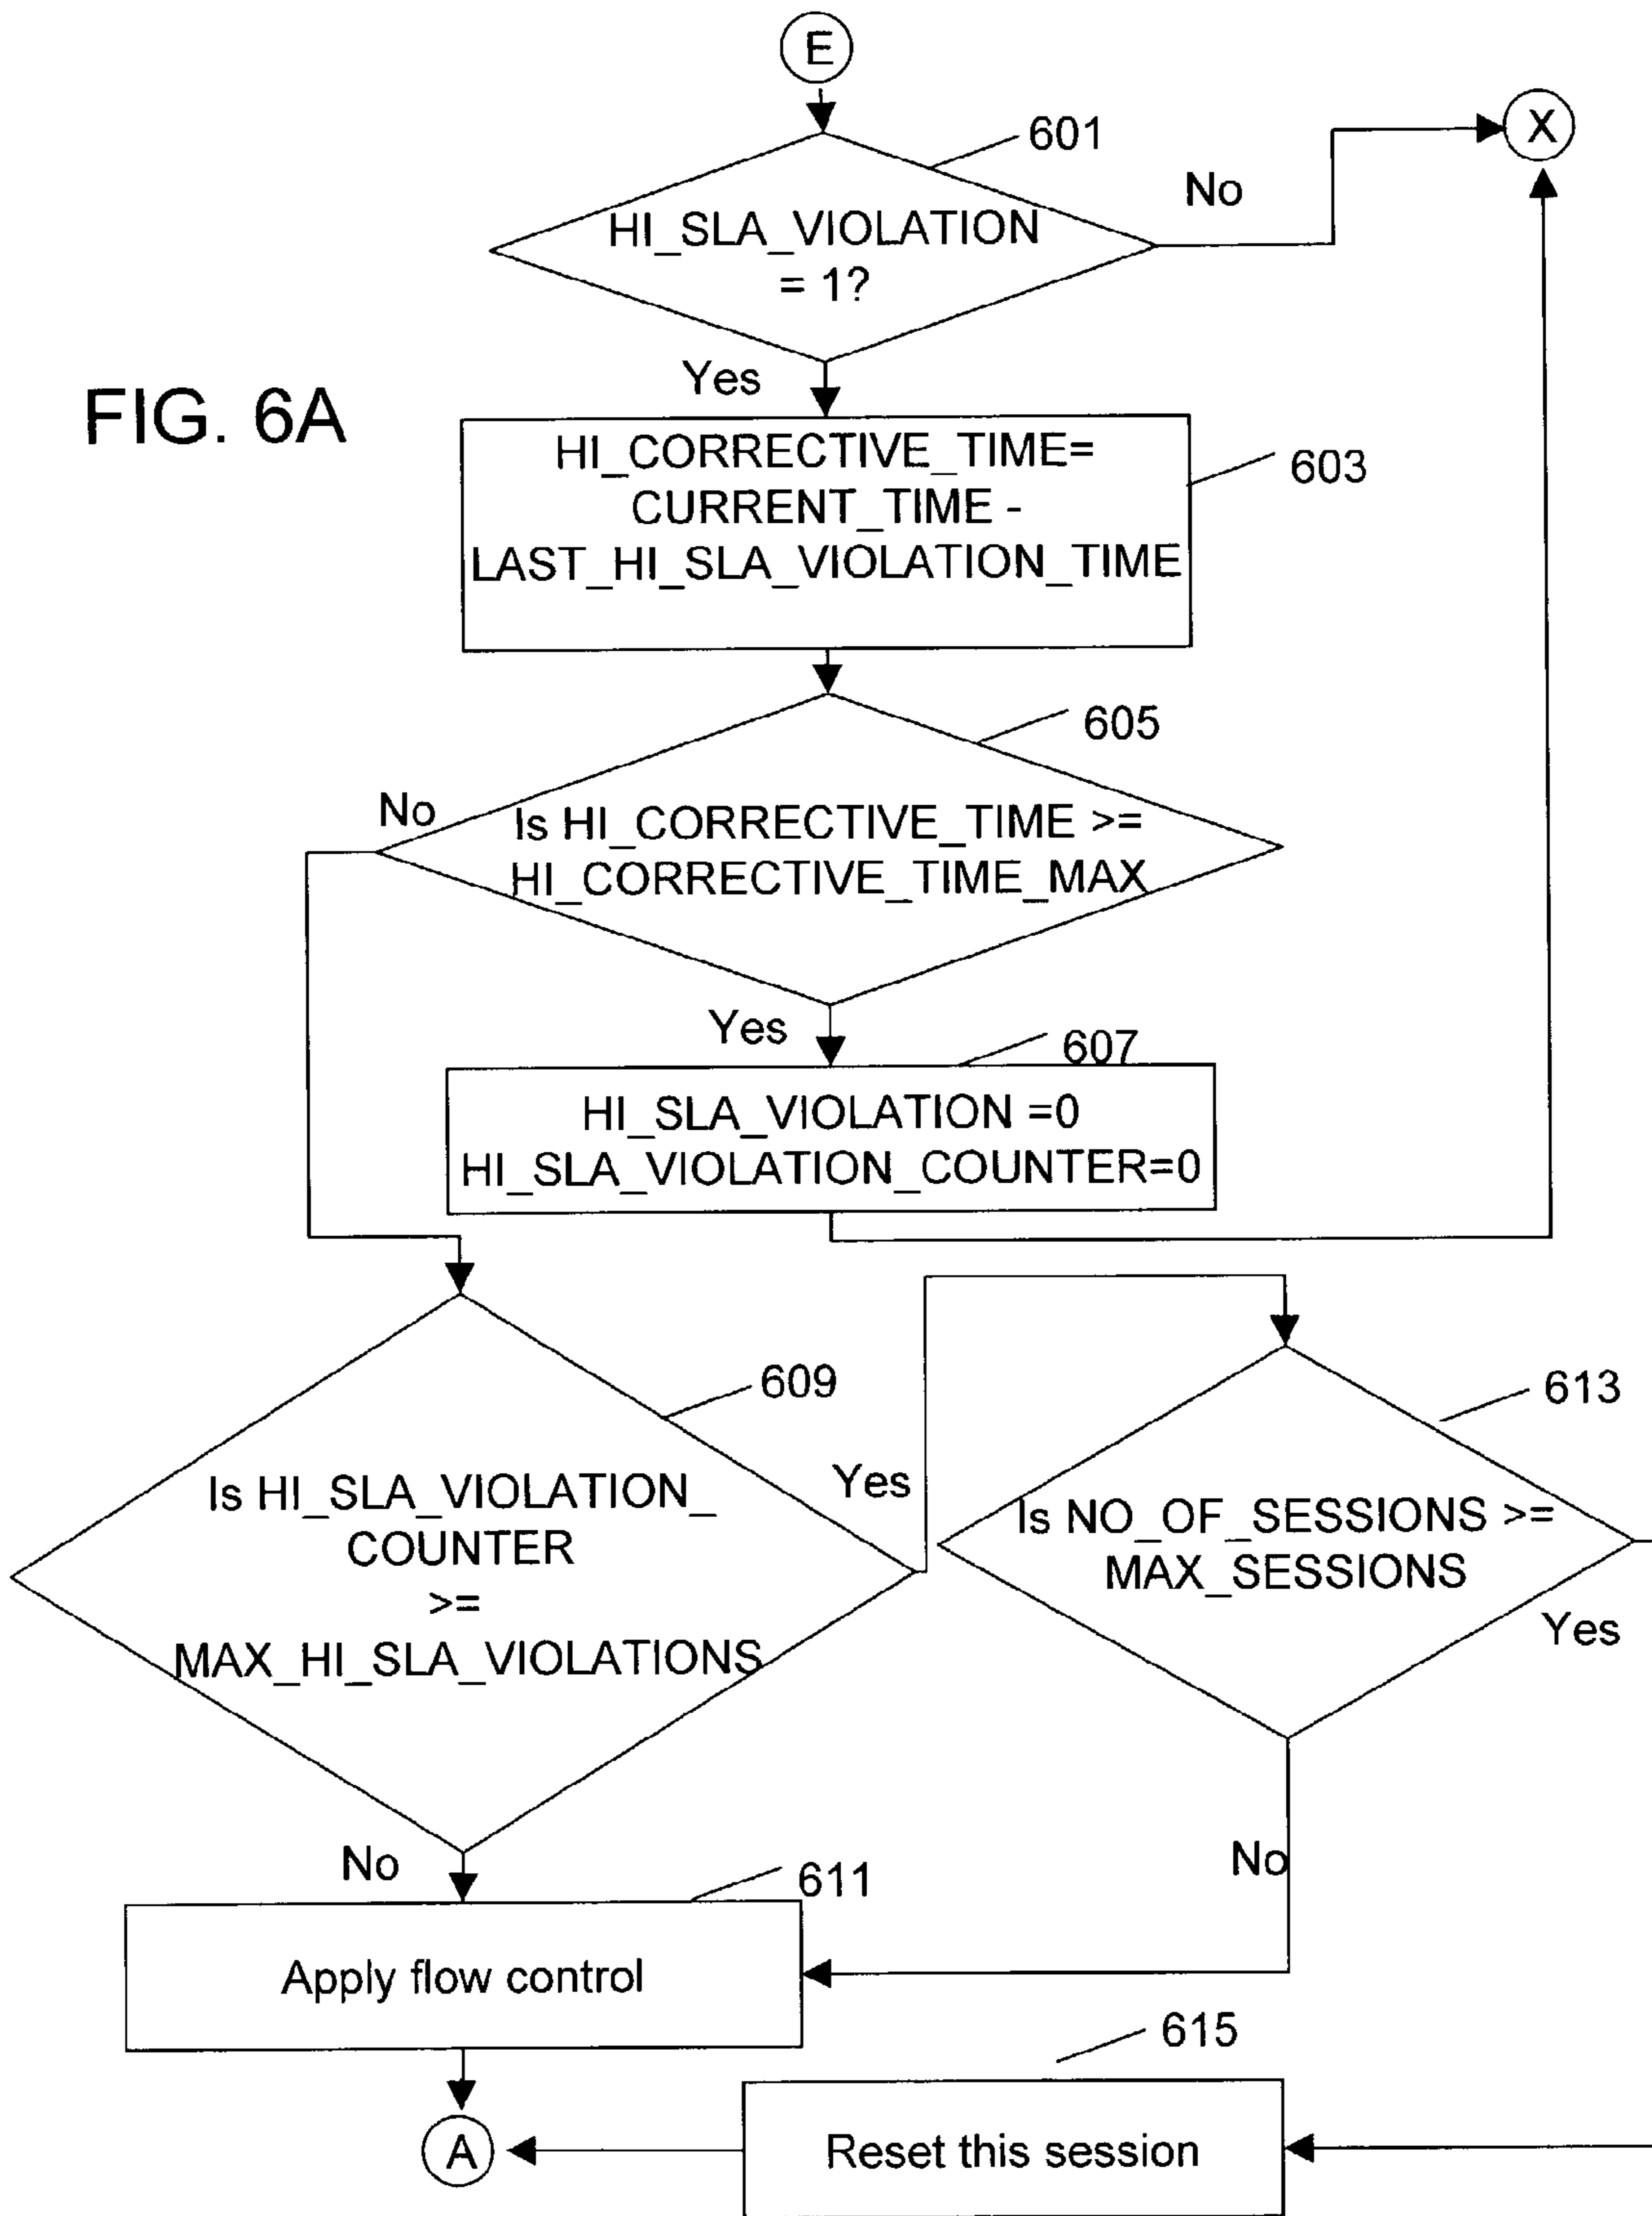 E
X
601
No
HI_SLA_VIOLATION
= 1?
Yes
FIG. 6A
HI_CORRECTIVE_TIME=
CURRENT_TIME -
LAST_HI_SLA_VIOLATION_TIME
603
605
No
Is HI_CORRECTIVE_TIME >=
HI_CORRECTIVE_TIME_MAX
Yes
607
HI_SLA_VIOLATION =0
HI_SLA_VIOLATION_COUNTER=0
609
613
Is HI_SLA_VIOLATION_
COUNTER
>=
MAX_HI_SLA_VIOLATIONS
Yes
Is NO_OF_SESSIONS >=
MAX_SESSIONS
Yes
No
No
611
Apply flow control
615
A
Reset this session